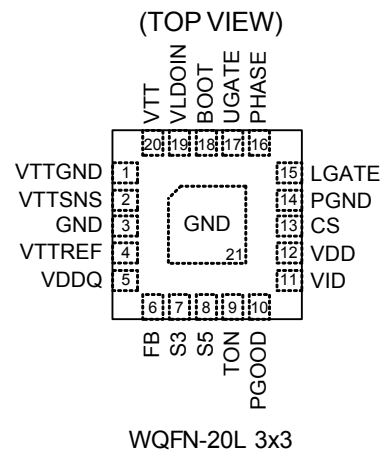 (TOP VIEW)
VTT
VLDOIN
BOOT
UGATE
PHASE
20 19 18 17 16
VTTGND 1
VTTSNS 2
GND 3
VTTREF 4
VDDQ 5
GND
21
15 LGATE
14 PGND
13 CS
12 VDD
11 VID
6 7 8 9 10
FB
S3
S5
TON
PGOOD
WQFN-20L 3x3